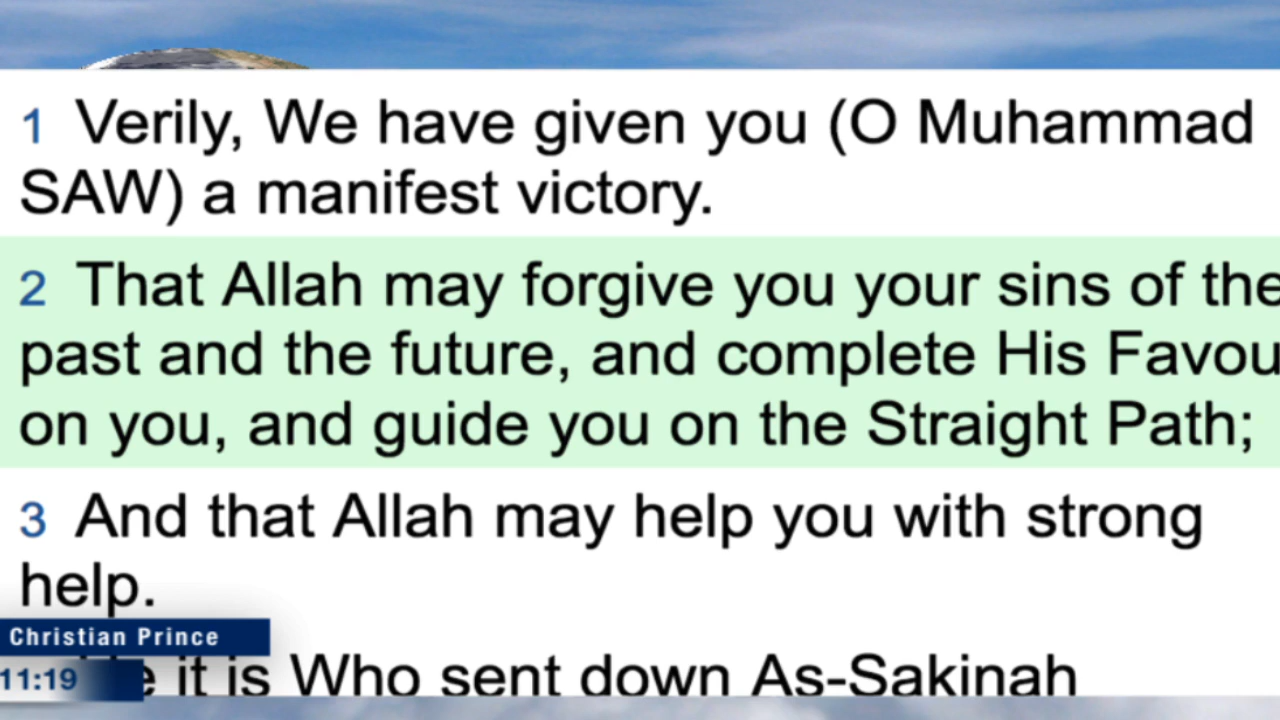 1 Verily, We have given you (O Muhammad
SAW) a manifest victory.
2 That Allah may forgive you your sins of the
past and the future, and complete His Favou
on you, and guide you on the Straight Path;
3 And that Allah may help you with strong
help.
Christian Prince
it is Who sent down As-Sakinah
11:19